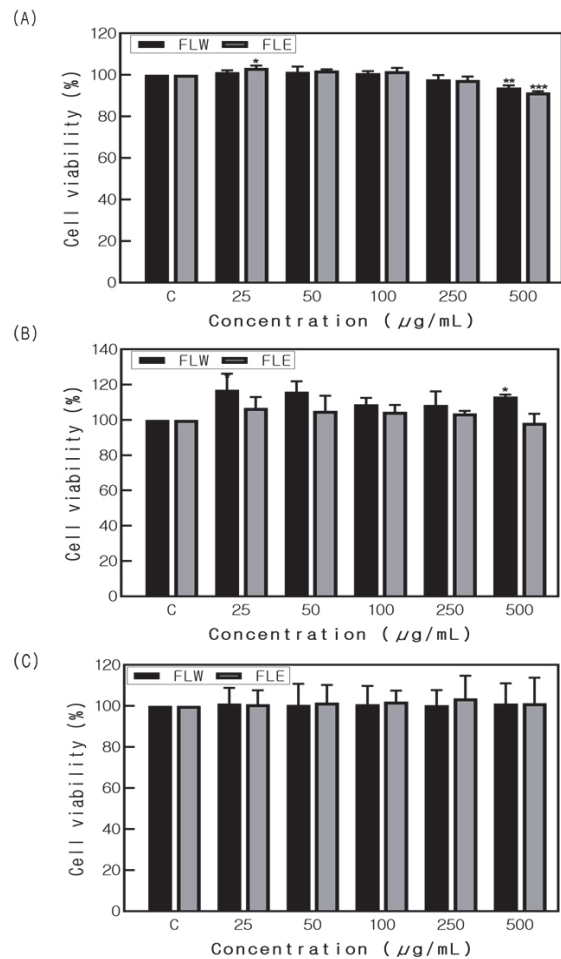 (A)
120
FLW FLE
100
80
60
40
20
0
Cell viability (%)
*
**
***
C 25 50 100 250 500
Concentration (μg/mL)
(B)
140
FLW FLE
120
100
80
60
40
20
0
Cell viability (%)
*
C 25 50 100 250 500
Concentration (μg/mL)
(C)
120
FLW FLE
100
80
60
40
20
0
Cell viability (%)
C 25 50 100 250 500
Concentration (μg/mL)